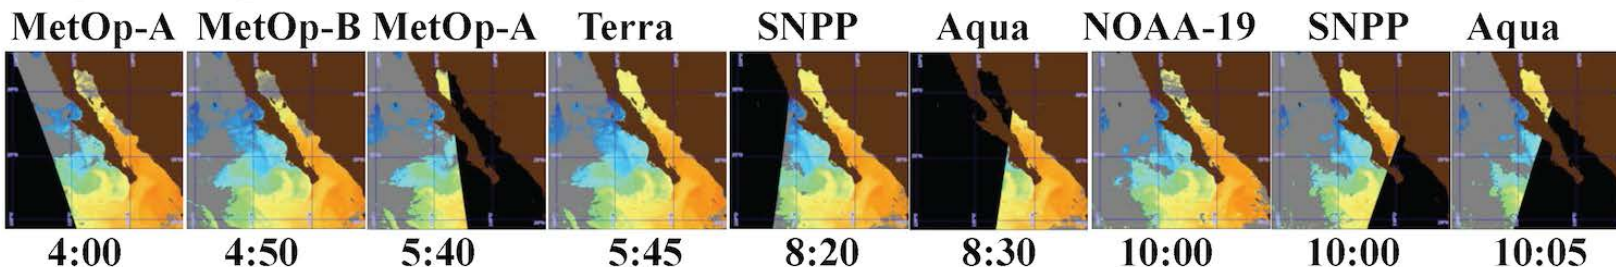 MetOp-A MetOp-B MetOp-A Terra SNPP Aqua NOAA-19 SNPP Aqua
4:00 4:50 5:40 5:45 8:20 8:30 10:00 10:00 10:05